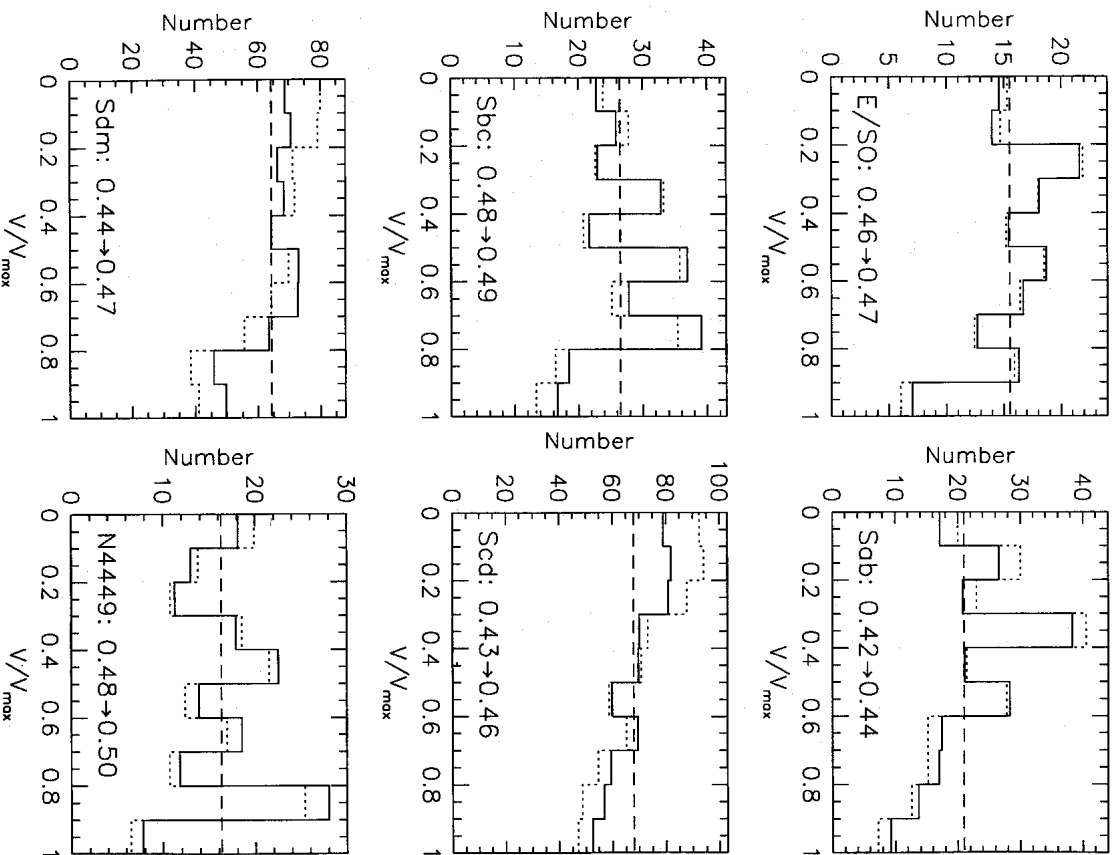 E/SO: 0.46→0.47
Number
0 5 10 15 20
0 0.2 0.4 0.6 0.8 1
V/Vmax
Sab: 0.42→0.44
Number
0 10 20 30 40
0 0.2 0.4 0.6 0.8 1
V/Vmax
Sbc: 0.48→0.49
Number
0 10 20 30 40
0 0.2 0.4 0.6 0.8 1
V/Vmax
Scd: 0.43→0.46
Number
0 20 40 60 80 100
0 0.2 0.4 0.6 0.8 1
V/Vmax
Sdm: 0.44→0.47
Number
0 20 40 60 80
0 0.2 0.4 0.6 0.8 1
V/Vmax
N4449: 0.48→0.50
Number
0 10 20 30
0 0.2 0.4 0.6 0.8 1
V/Vmax